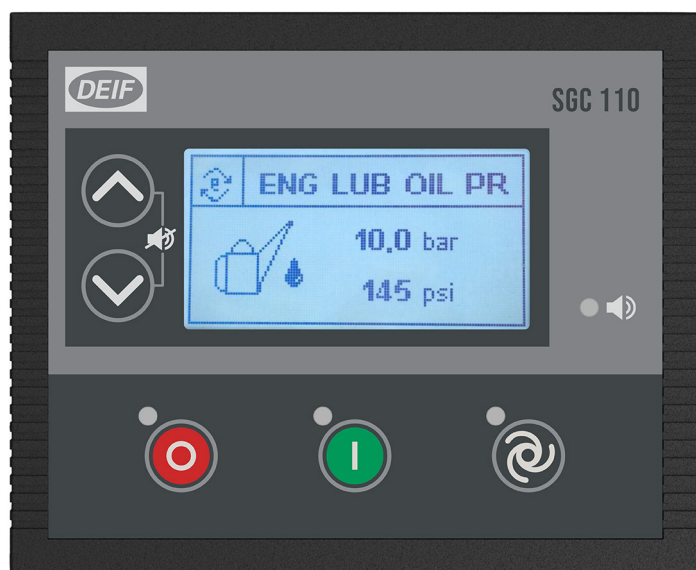 DEIF
SGC 110
ENG LUB OIL PR
10.0 bar
145 psi